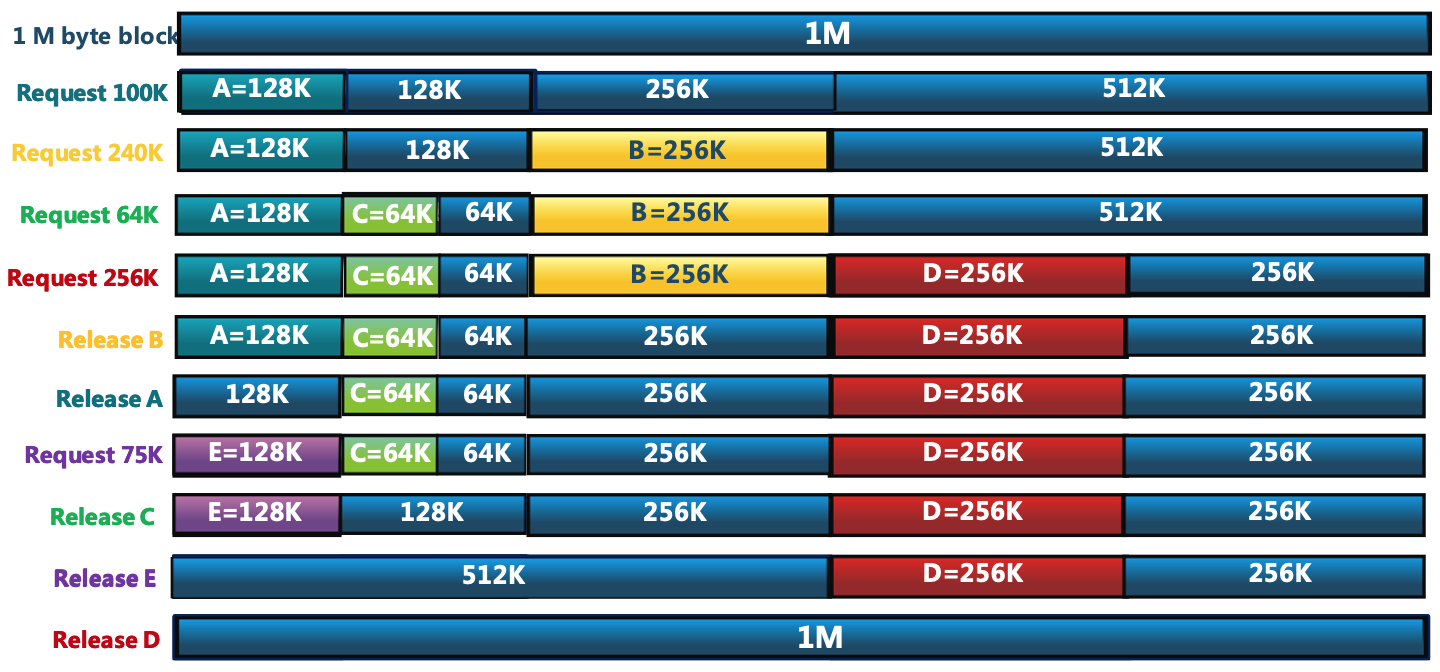 1 M byte block 1M
Request 100K A=128K 128K 256K 512K
Request 240K A=128K 128K B=256K 512K
Request 64K A=128K C=64K 64K B=256K 512K
Request 256K A=128K C=64K 64K B=256K D=256K 256K
Release B A=128K C=64K 64K 256K D=256K 256K
Release A 128K C=64K 64K 256K D=256K 256K
Request 75K E=128K C=64K 64K 256K D=256K 256K
Release C E=128K 128K 256K D=256K 256K
Release E 512K D=256K 256K
Release D 1M